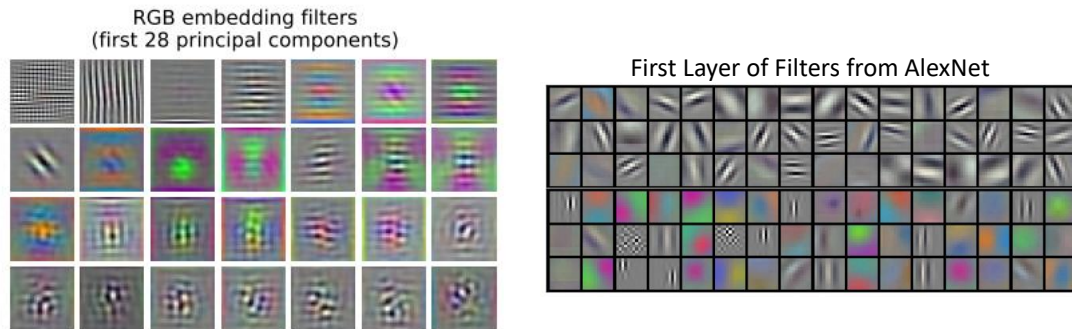 RGB embedding filters
(first 28 principal components)
First Layer of Filters from AlexNet